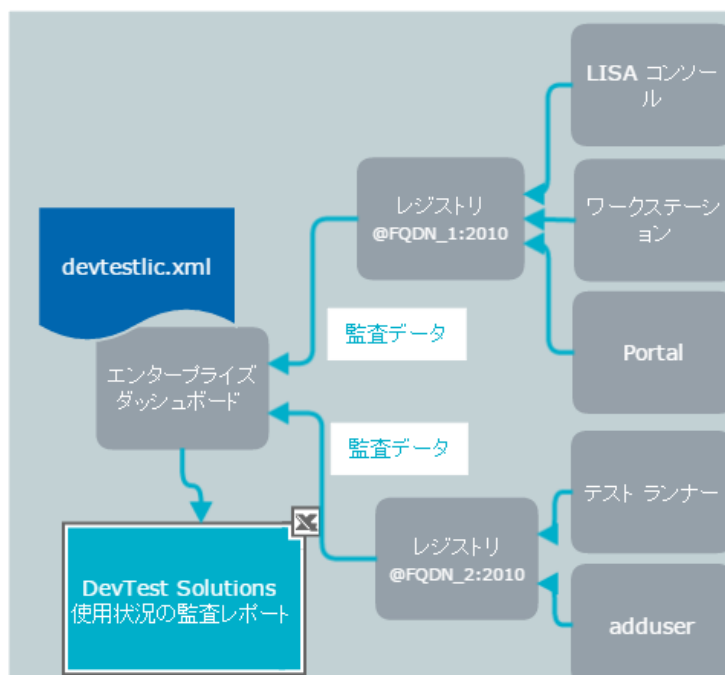 LISA コンソー
ル
レジストリ
@FQDN_1:2010
ワークステーシ
ョン
devtestlic.xml
監査データ
Portal
エンタープライズ
ダッシュボード
監査データ
テスト ランナー
レジストリ
@FQDN_2:2010
DevTest Solutions
使用状況の監査レポート
adduser